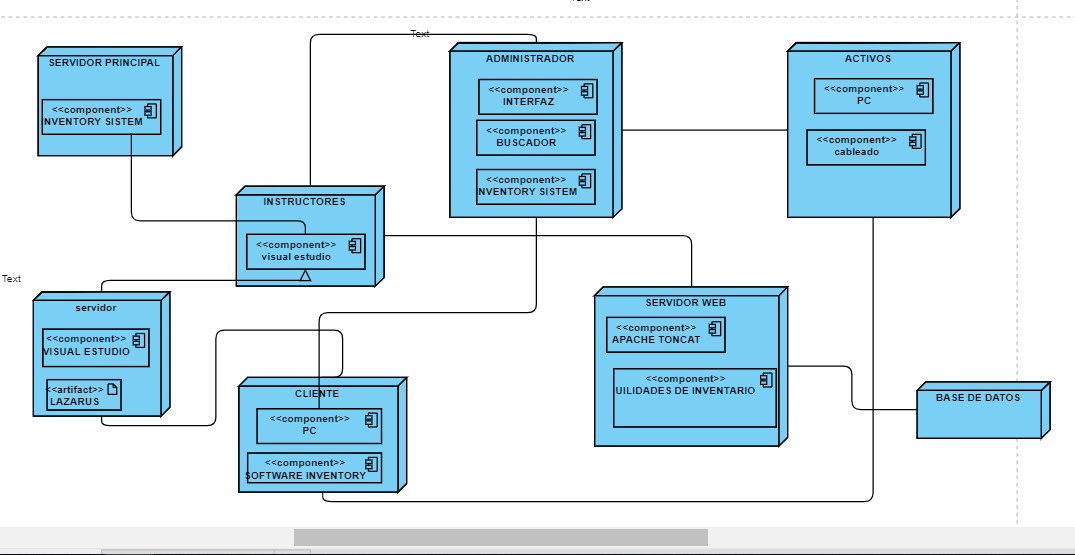 Text
SERVIDOR PRINCIPAL
<<component>>
NVENTORY SISTEM
ADMINISTRADOR
<<component>>
INTERFAZ
<<component>>
BUSCADOR
<<component>>
NVENTORY SISTEM
ACTIVOS
<<component>>
PC
<<component>>
cableado
INSTRUCTORES
<<component>>
visual estudio
Text
servidor
<<component>>
VISUAL ESTUDIO
<<artifact>>
LAZARUS
CLIENTE
<<component>>
PC
<<component>>
SOFTWARE INVENTORY
SERVIDOR WEB
<<component>>
APACHE TONCAT
<<component>>
UILIDADES DE INVENTARIO
BASE DE DATOS